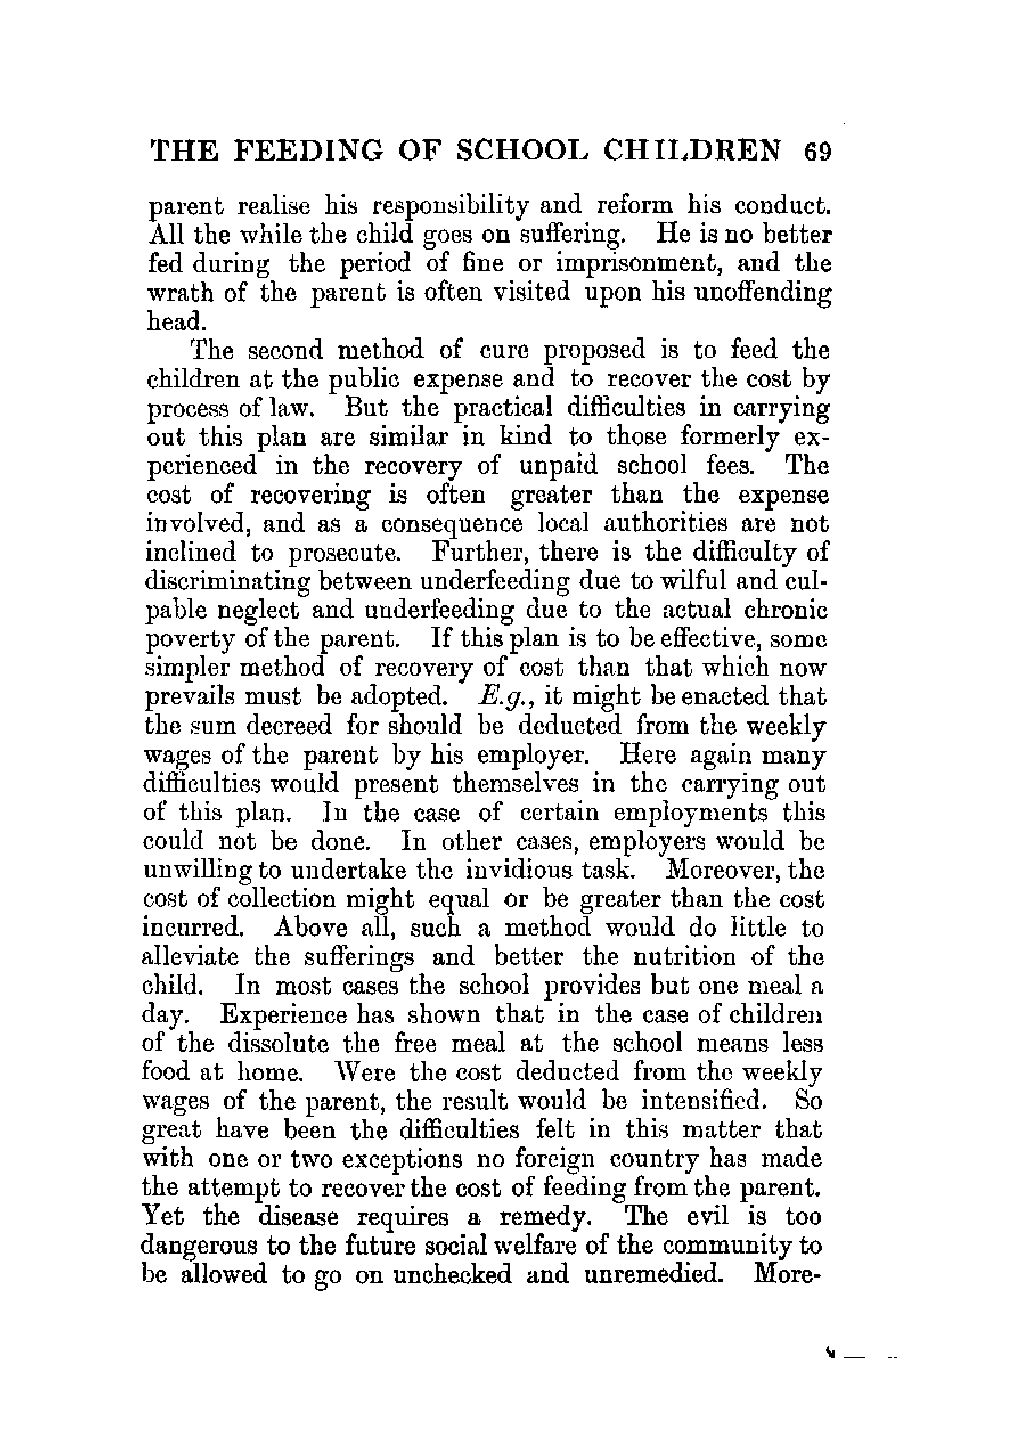 THE FEEDING OF SCHOOL CHILDREN 69
parent realise his responsibility and reform his conduct.
All the while the child goes on suffering. He is no better
fed during the period of fine or imprisonment, and the
wrath of the parent is often visited upon his unoffending
head.
The second method of cure proposed is to feed the
children at the public expense and to recover the cost by
process of law. But the practical difficulties in carrying
out this plan are similar in kind to those formerly ex-
perienced in the recovery of unpaid school fees. The
cost of recovering is often greater than the expense
involved, and as a consequence local authorities are not
inclined to prosecute. Further, there is the difficulty of
discriminating between underfeeding due to wilful and cul-
pable neglect and underfeeding due to the actual chronic
poverty of the parent. If this plan is to be effective, some
simpler method of recovery of cost than that which now
prevails must be adopted. E.g., it might be enacted that
the sum decreed for should be deducted from the weekly
wages of the parent by his employer. Here again many
difficulties would present themselves in the carrying out
of this plan. In the case of certain employments this
could not be done. In other cases, employers would be
unwilling to undertake the invidious task. Moreover, the
cost of collection might equal or be greater than the cost
incurred. Above all, such a method would do little to
alleviate the sufferings and better the nutrition of the
child. In most cases the school provides but one meal a
day. Experience has shown that in the case of children
of the dissolute the free meal at the school means less
food at home. Were the cost deducted from the weekly
wages of the parent, the result would be intensified. So
great have been the difficulties felt in this matter that
with one or two exceptions no foreign country has made
the attempt to recover the cost of feeding from the parent.
Yet the disease requires a remedy. The evil is too
dangerous to the future social welfare of the community to
be allowed to go on unchecked and unremedied. More-